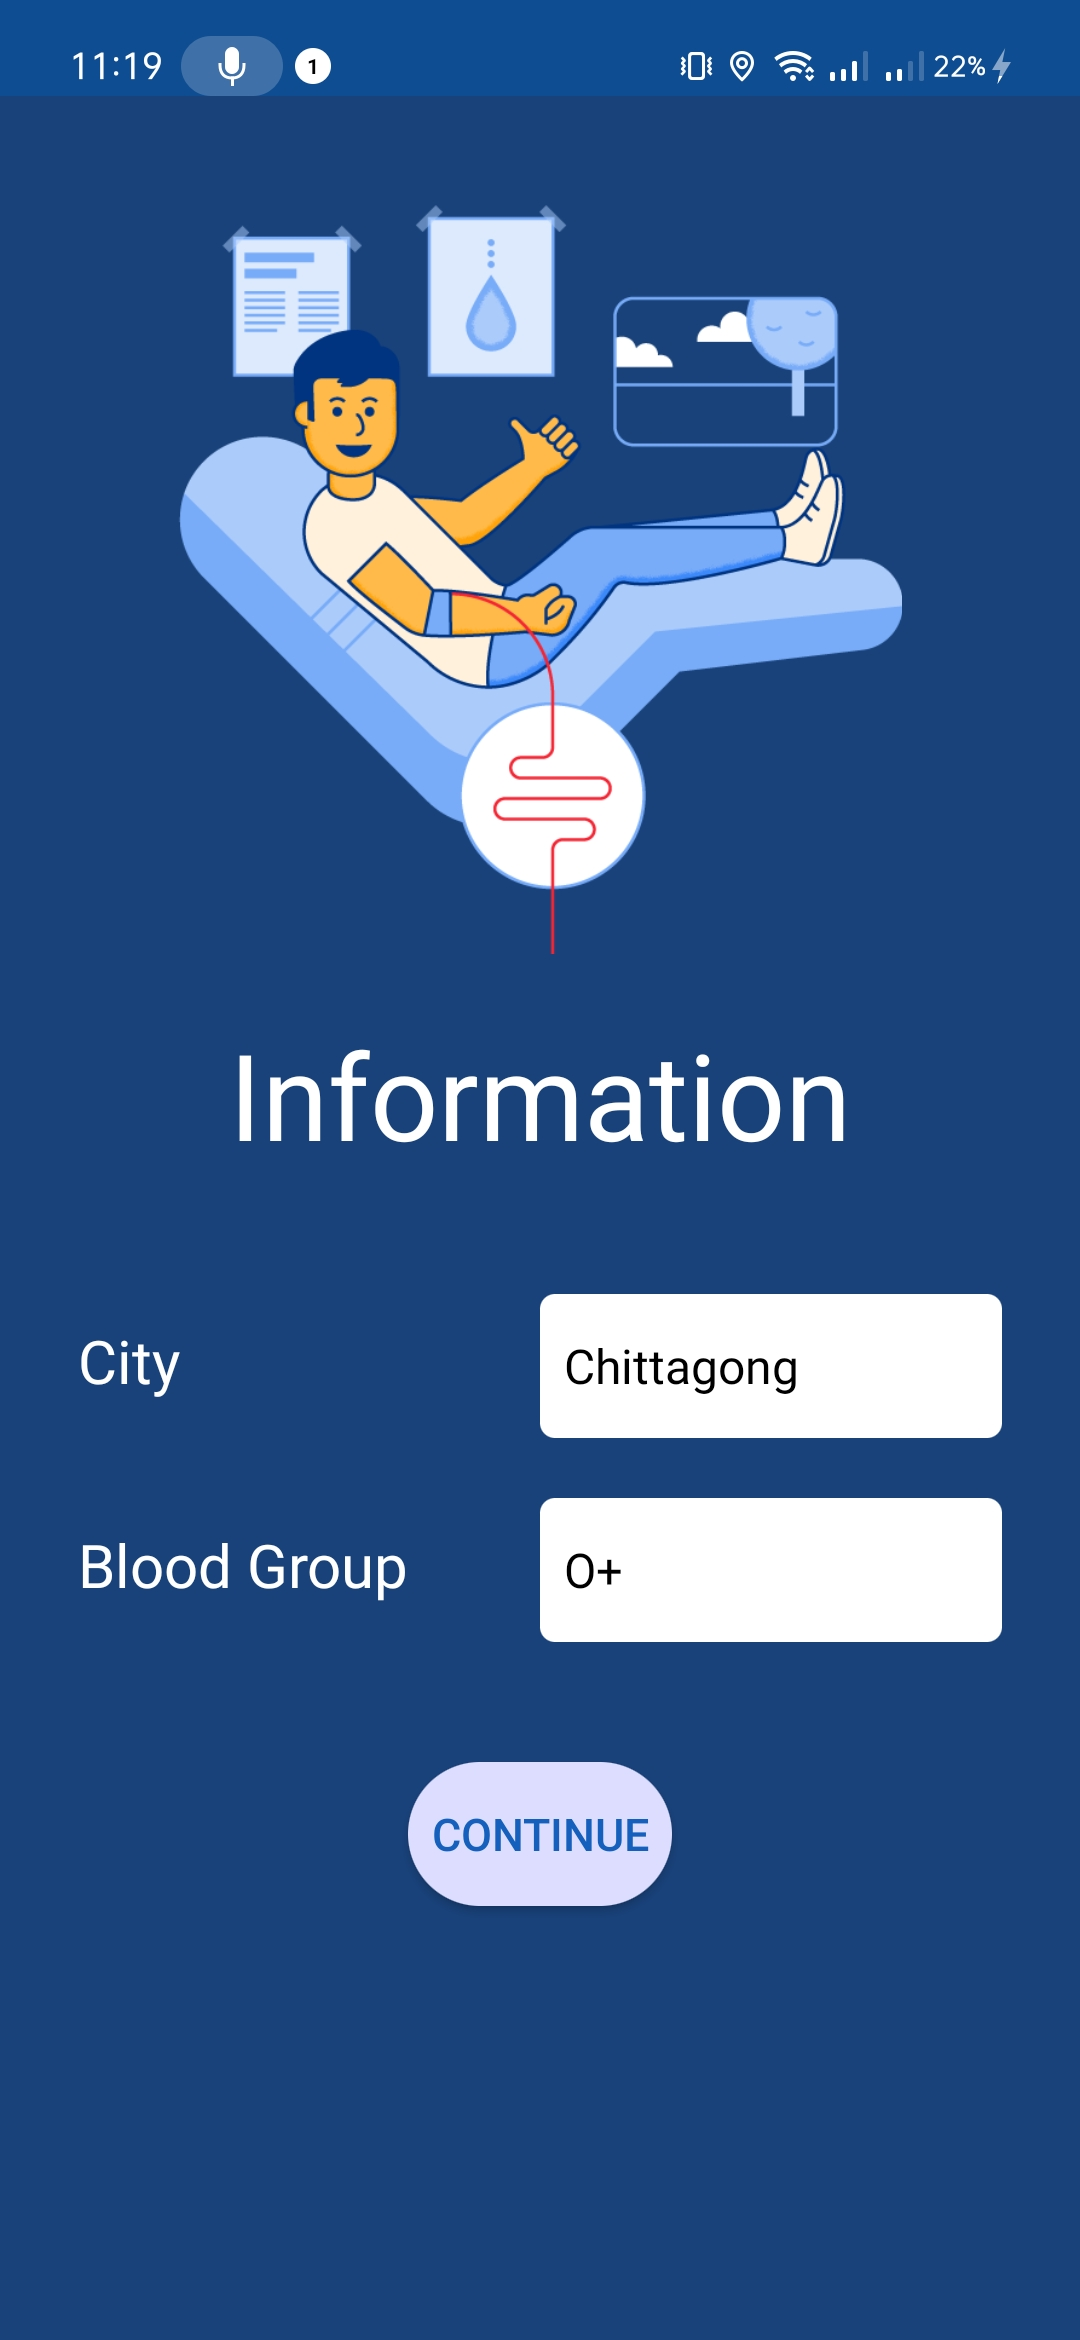 11:19 1 22%
Information
City Chittagong
Blood Group O+
CONTINUE